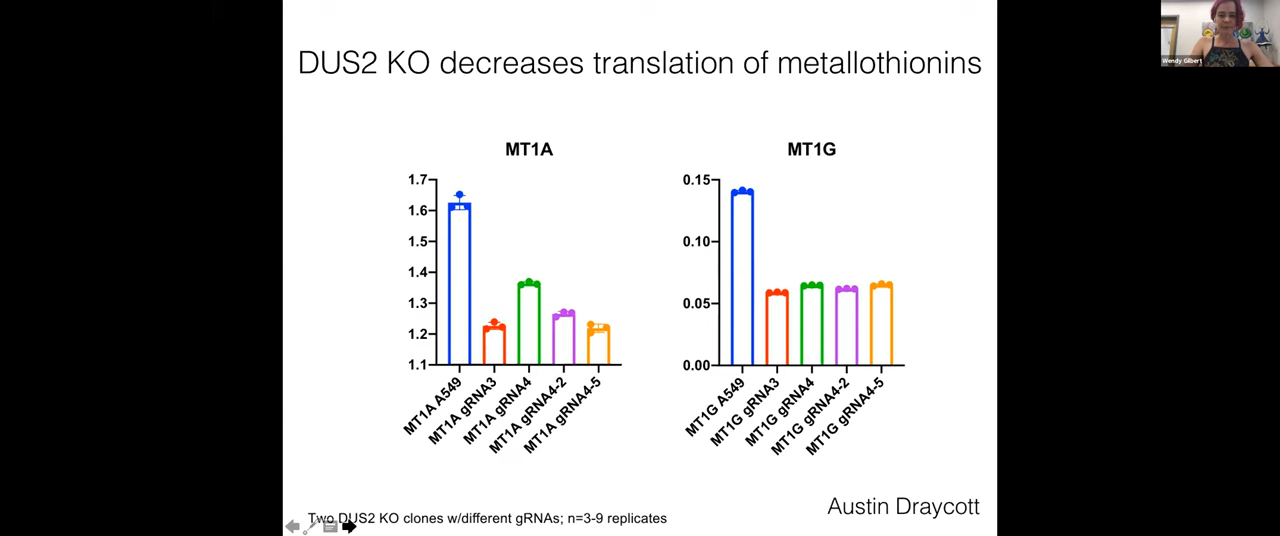 DUS2 KO decreases translation of metallothionins
Wendy Gilbert
MT1A
1.7
1.6
1.5
1.4
1.3
1.2
1.1
MT1A A549
MT1A gRNA3
MT1A gRNA4
MT1A gRNA4-2
MT1A gRNA4-5
MT1G
0.15
0.10
0.05
0.00
MT1G A549
MT1G gRNA3
MT1G gRNA4
MT1G gRNA4-2
MT1G gRNA4-5
Austin Draycott
Two DUS2 KO clones w/different gRNAs; n=3-9 replicates